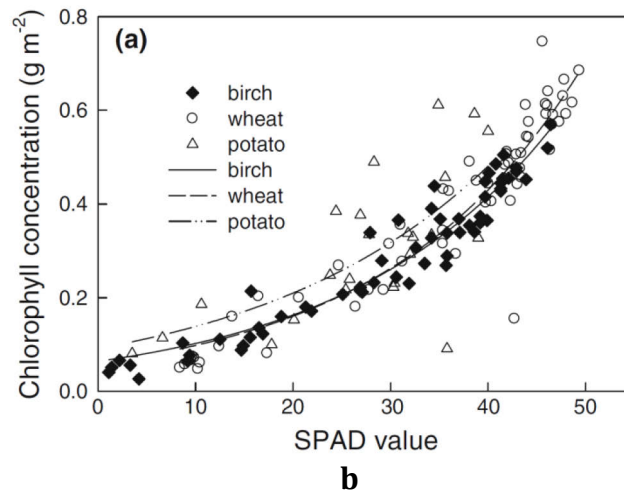 (a)
Chlorophyll concentration (g m⁻²)
0.8
0.6
0.4
0.2
0.0
birch
wheat
potato
birch
wheat
potato
0 10 20 30 40 50
SPAD value
b